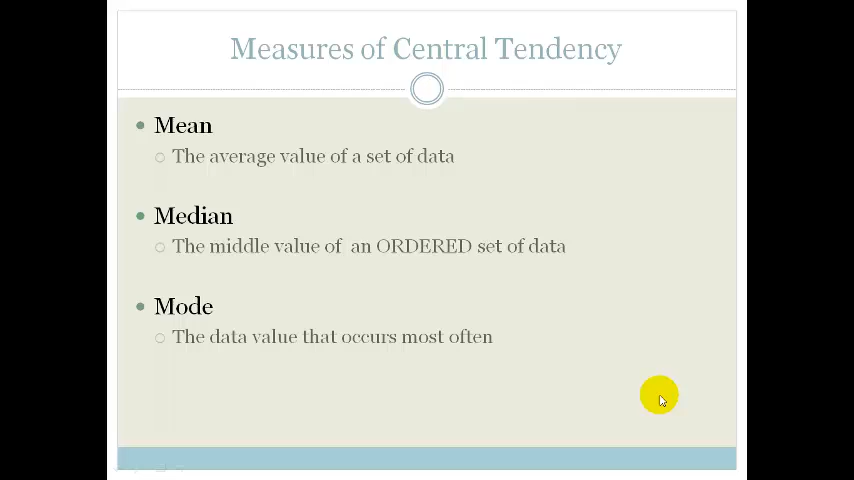 Measures of Central Tendency
Mean
The average value of a set of data
Median
The middle value of an ORDERED set of data
Mode
The data value that occurs most often